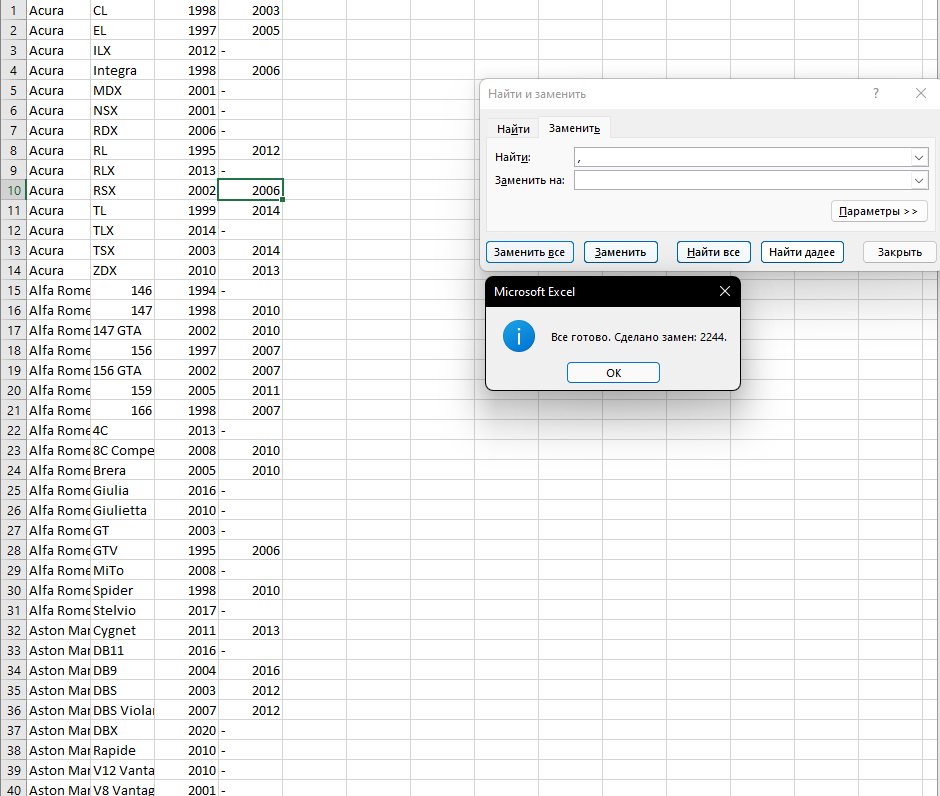 1 Acura CL 1998 2003
2 Acura EL 1997 2005
3 Acura ILX 2012 -
4 Acura Integra 1998 2006
5 Acura MDX 2001 -
6 Acura NSX 2001 -
7 Acura RDX 2006 -
8 Acura RL 1995 2012
9 Acura RLX 2013 -
10 Acura RSX 2002 2006
11 Acura TL 1999 2014
12 Acura TLX 2014 -
13 Acura TSX 2003 2014
14 Acura ZDX 2010 2013
15 Alfa Rome 146 1994 -
16 Alfa Rome 147 1998 2010
17 Alfa Rome 147 GTA 2002 2010
18 Alfa Rome 156 1997 2007
19 Alfa Rome 156 GTA 2002 2007
20 Alfa Rome 159 2005 2011
21 Alfa Rome 166 1998 2007
22 Alfa Rome 4C 2013 -
23 Alfa Rome 8C Compe 2008 2010
24 Alfa Rome Brera 2005 2010
25 Alfa Rome Giulia 2016 -
26 Alfa Rome Giulietta 2010 -
27 Alfa Rome GT 2003 -
28 Alfa Rome GTV 1995 2006
29 Alfa Rome MiTo 2008 -
30 Alfa Rome Spider 1998 2010
31 Alfa Rome Stelvio 2017 -
32 Aston Mar Cygnet 2011 2013
33 Aston Mar DB11 2016 -
34 Aston Mar DB9 2004 2016
35 Aston Mar DBS 2003 2012
36 Aston Mar DBS Violar 2007 2012
37 Aston Mar DBX 2020 -
38 Aston Mar Rapide 2010 -
39 Aston Mar V12 Vanta 2010 -
40 Aston Mar V8 Vantag 2001 -
Найти и заменить ?
Найти Заменить
Найти: ,
Заменить на:
Параметры >>
Заменить все Заменить Найти все Найти далее Закрыть
Microsoft Excel
Все готово. Сделано замен: 2244.
OK